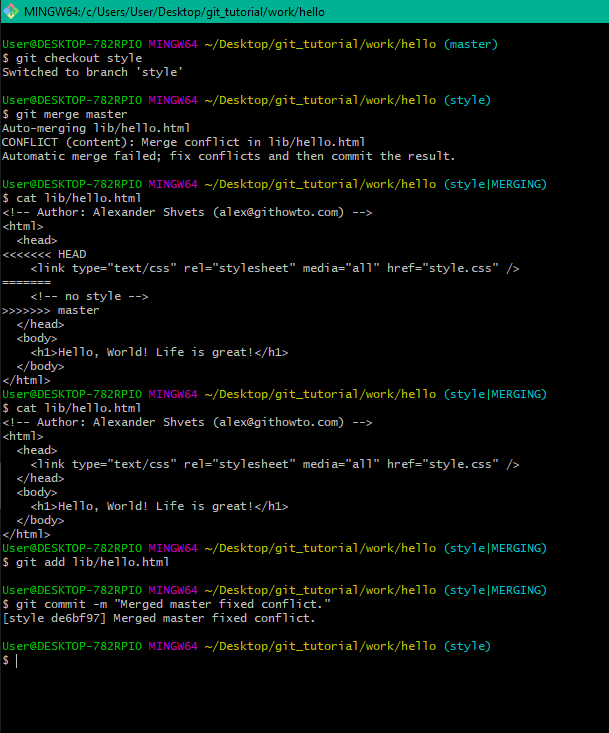 MINGW64:/c/Users/User/Desktop/git_tutorial/work/hello
User@DESKTOP-782RPIO MINGW64 ~/Desktop/git_tutorial/work/hello (master)
$ git checkout style
Switched to branch 'style'
User@DESKTOP-782RPIO MINGW64 ~/Desktop/git_tutorial/work/hello (style)
$ git merge master
Auto-merging lib/hello.html
CONFLICT (content): Merge conflict in lib/hello.html
Automatic merge failed; fix conflicts and then commit the result.
User@DESKTOP-782RPIO MINGW64 ~/Desktop/git_tutorial/work/hello (style|MERGING)
$ cat lib/hello.html
<!-- Author: Alexander Shvets (alex@githowto.com) -->
<html>
  <head>
<<<<<<< HEAD
    <link type="text/css" rel="stylesheet" media="all" href="style.css" />
=======
    <!-- no style -->
>>>>>>> master
  </head>
  <body>
    <h1>Hello, World! Life is great!</h1>
  </body>
</html>
User@DESKTOP-782RPIO MINGW64 ~/Desktop/git_tutorial/work/hello (style|MERGING)
$ cat lib/hello.html
<!-- Author: Alexander Shvets (alex@githowto.com) -->
<html>
  <head>
    <link type="text/css" rel="stylesheet" media="all" href="style.css" />
  </head>
  <body>
    <h1>Hello, World! Life is great!</h1>
  </body>
</html>
User@DESKTOP-782RPIO MINGW64 ~/Desktop/git_tutorial/work/hello (style|MERGING)
$ git add lib/hello.html
User@DESKTOP-782RPIO MINGW64 ~/Desktop/git_tutorial/work/hello (style|MERGING)
$ git commit -m "Merged master fixed conflict."
[style de6bf97] Merged master fixed conflict.
User@DESKTOP-782RPIO MINGW64 ~/Desktop/git_tutorial/work/hello (style)
$